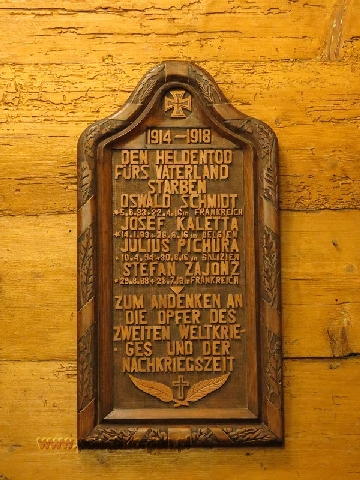 1914-1918
DEN HELDENTOD
FÜRS VATERLAND
STARBEN
OSWALD SCHMIDT
FRANKREICH
JOSEF KALETTA
BELGIEN
JULIUS PICHURA
GALIZIEN
STEFAN ZAJONZ
FRANKREICH
ZUM ANDENKEN AN
DIE OPFER DES
ZWEITEN WELTKRIE-
-GES UND DER
NACHKRIEGSZEIT